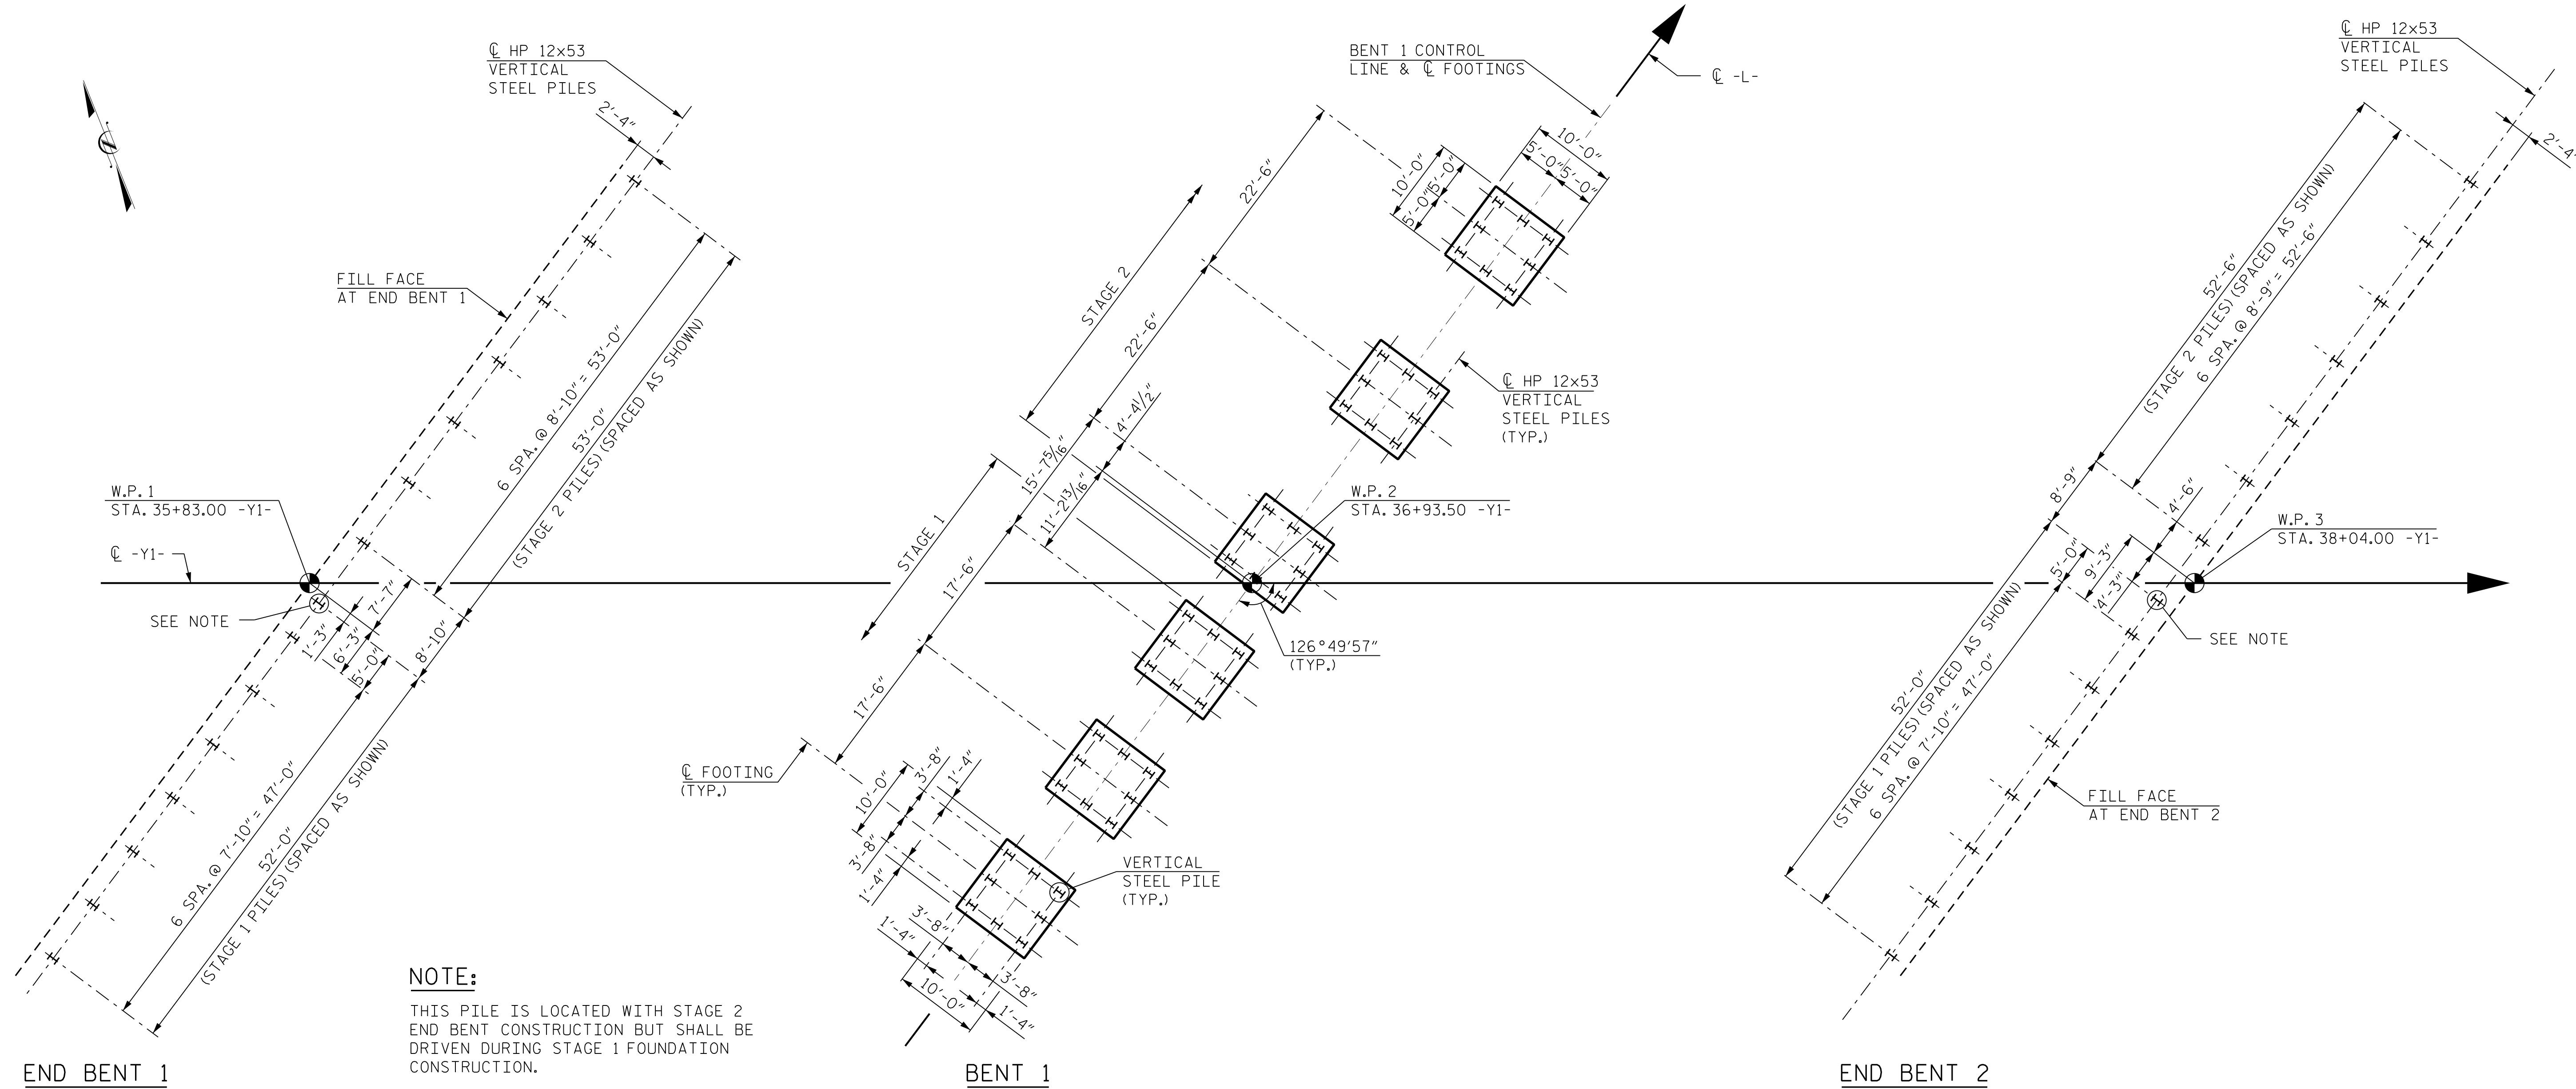 ℄ HP 12x53
VERTICAL
STEEL PILES
2'-4"
FILL FACE
AT END BENT 1
W.P. 1
STA. 35+83.00 -Y1-
℄ -Y1-
SEE NOTE
6 SPA. @ 8'-10" = 53'-0"
53'-0"
(STAGE 2 PILES) (SPACED AS SHOWN)
7'-7"
1'-3"
6'-3"
5'-0"
8'-10"
6 SPA. @ 7'-10" = 47'-0"
52'-0"
(STAGE 1 PILES) (SPACED AS SHOWN)
END BENT 1
NOTE:
THIS PILE IS LOCATED WITH STAGE 2
END BENT CONSTRUCTION BUT SHALL BE
DRIVEN DURING STAGE 1 FOUNDATION
CONSTRUCTION.
BENT 1 CONTROL
LINE & ℄ FOOTINGS
℄ -L-
10'-0"
5'-0"
5'-0"
10'-0"
5'-0"
5'-0"
22'-6"
STAGE 2
22'-6"
4'-4 1/2"
15'-7 5/16"
11'-2 13/16"
STAGE 1
17'-6"
17'-6"
℄ HP 12x53
VERTICAL
STEEL PILES
(TYP.)
W.P. 2
STA. 36+93.50 -Y1-
126°49'57"
(TYP.)
℄ FOOTING
(TYP.)
10'-0"
3'-8"
1'-4"
3'-8"
1'-4"
VERTICAL
STEEL PILE
(TYP.)
1'-4"
3'-8"
3'-8"
10'-0"
1'-4"
BENT 1
℄ HP 12x53
VERTICAL
STEEL PILES
2'-4"
52'-6"
(STAGE 2 PILES) (SPACED AS SHOWN)
6 SPA. @ 8'-9" = 52'-6"
8'-9"
4'-6"
9'-3"
5'-0"
4'-3"
W.P. 3
STA. 38+04.00 -Y1-
SEE NOTE
52'-0"
(STAGE 1 PILES) (SPACED AS SHOWN)
6 SPA. @ 7'-10" = 47'-0"
FILL FACE
AT END BENT 2
END BENT 2